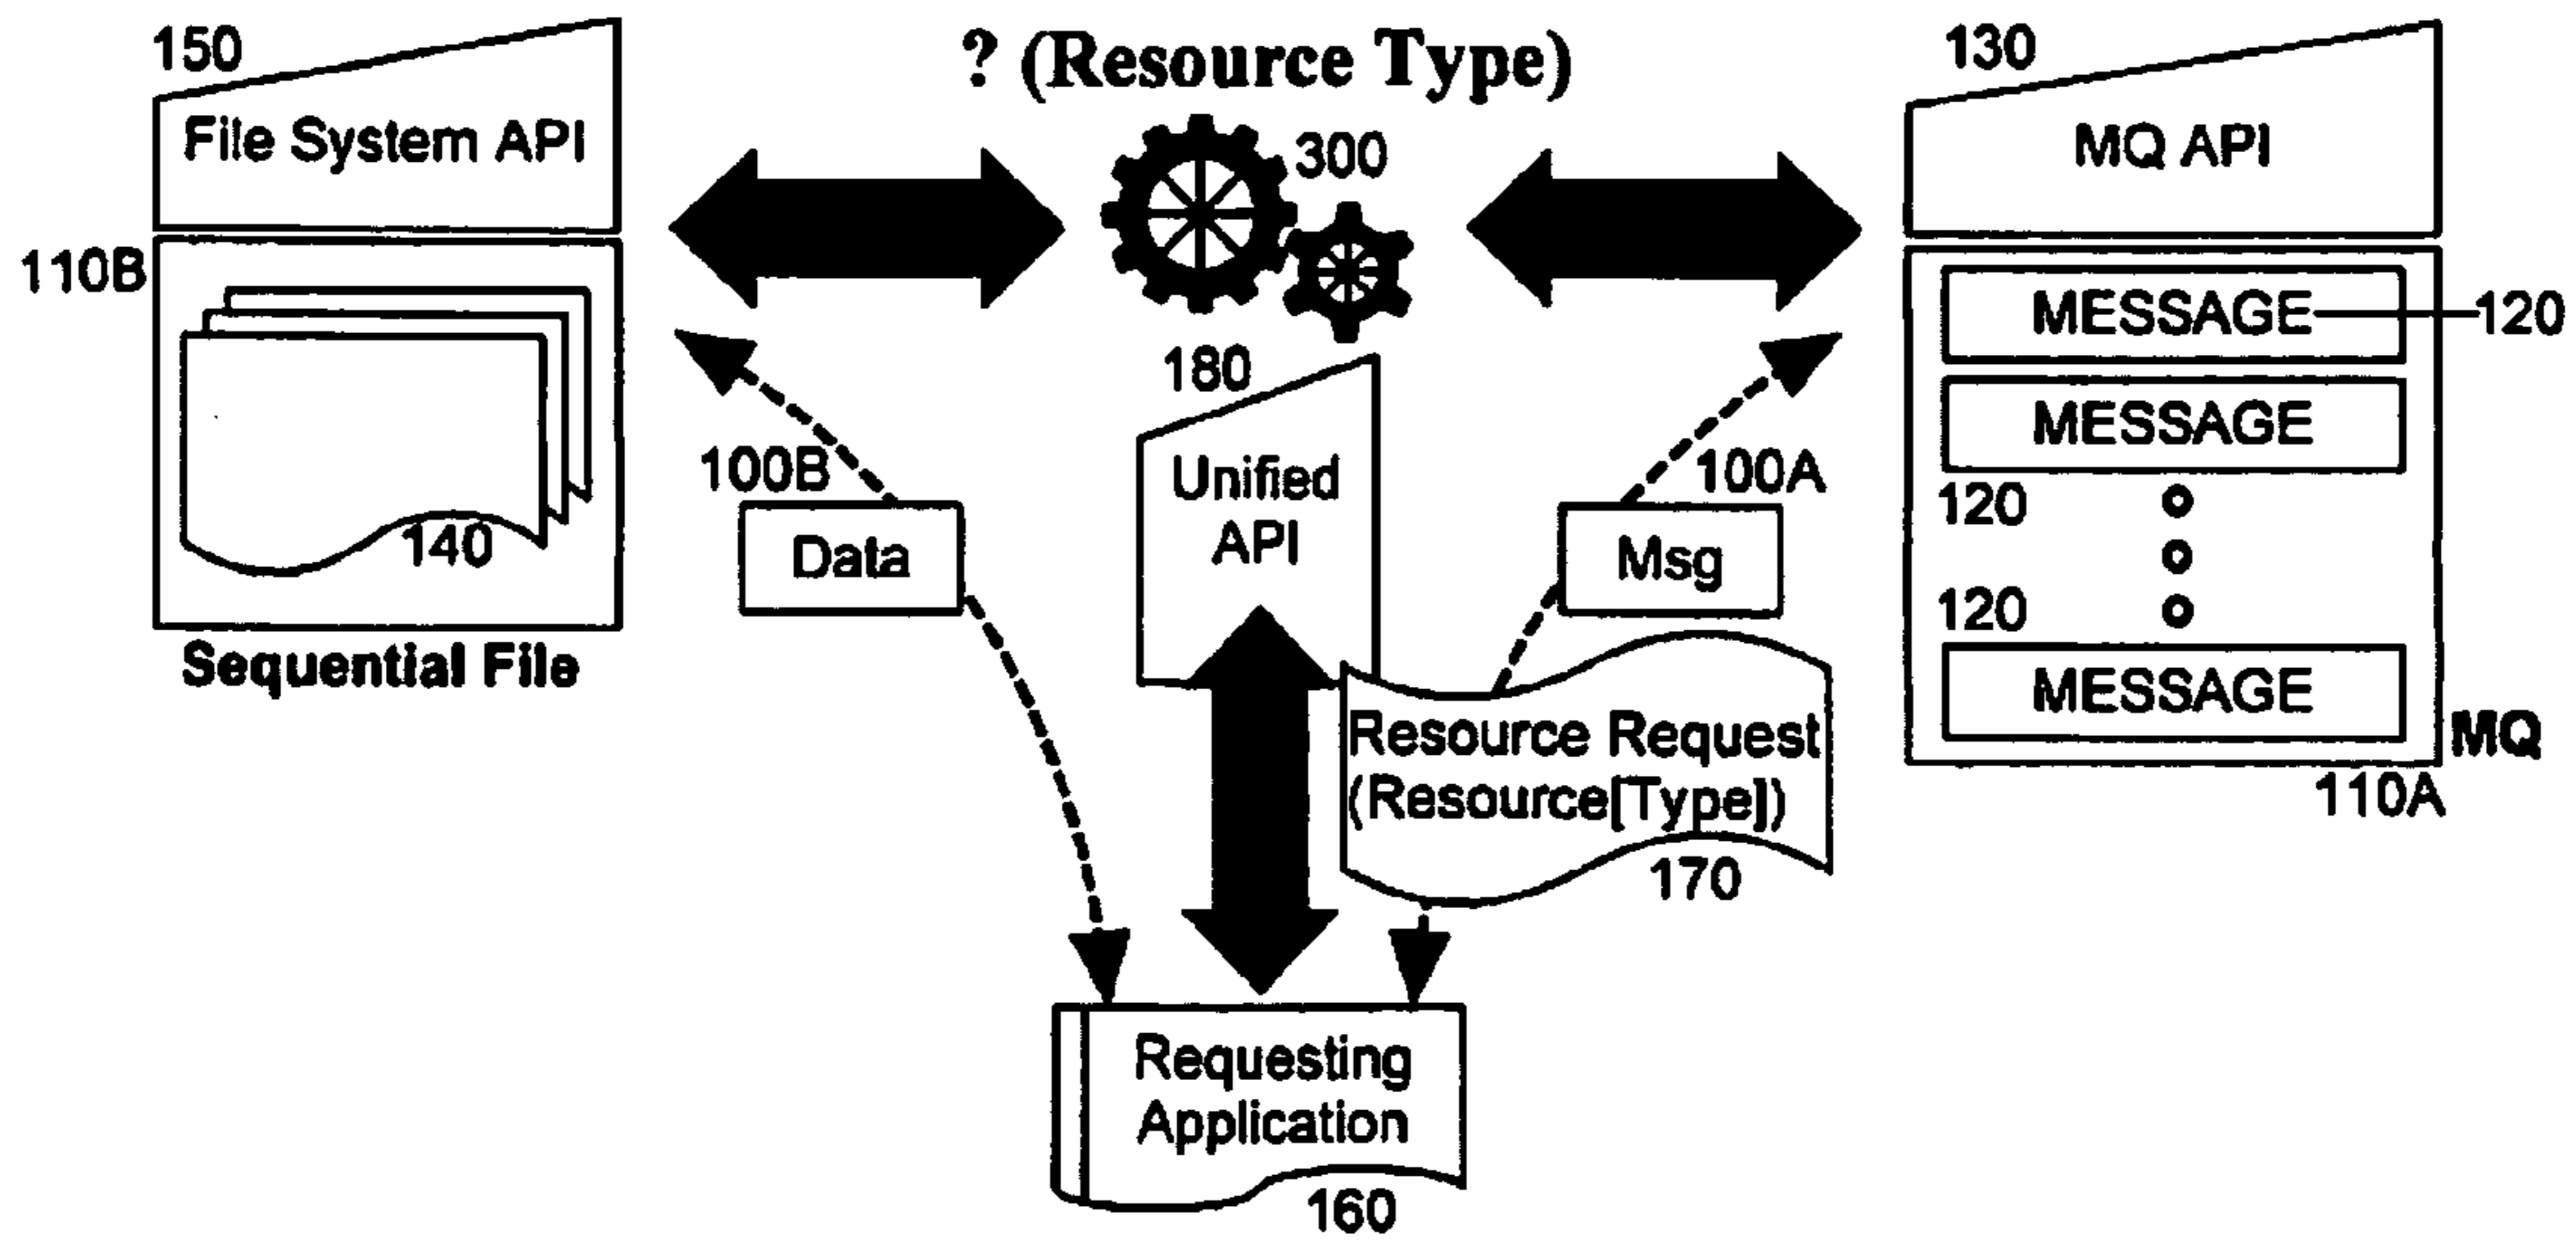 150
File System API
110B
140
Sequential File
? (Resource Type)
300
180
Unified
API
100B
Data
100A
Msg
Resource Request
(Resource[Type])
170
Requesting
Application
160
130
MQ API
MESSAGE
120
MESSAGE
120
120
MESSAGE
MQ
110A